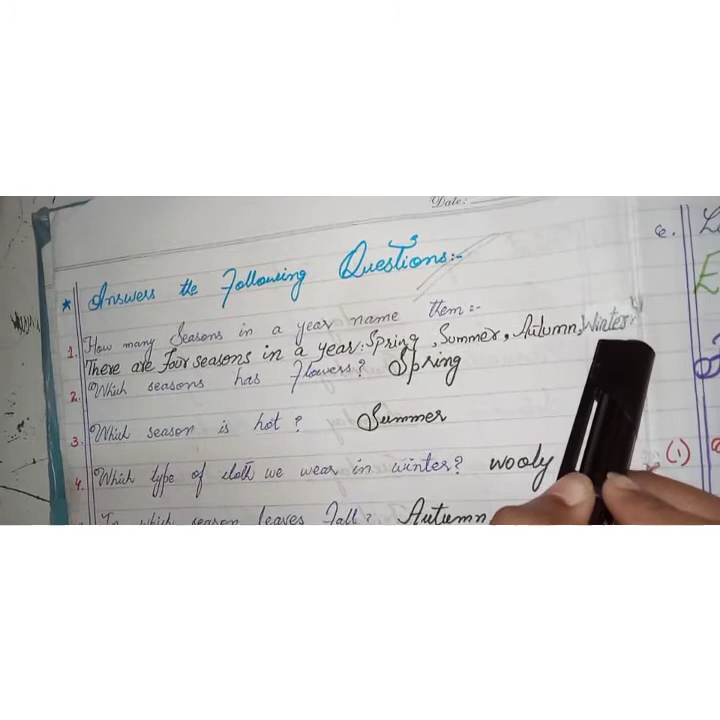 Date:
* Answers the Following Questions:-
1. How many Seasons in a year name them:-
There are Four seasons in a year: Spring, Summer, Autumn, Winter.
2. Which seasons has Flowers? Spring
3. Which season is hot? Summer
4. Which type of cloth we wear in winter? wooly
In which season leaves Fall? Autumn
(1)